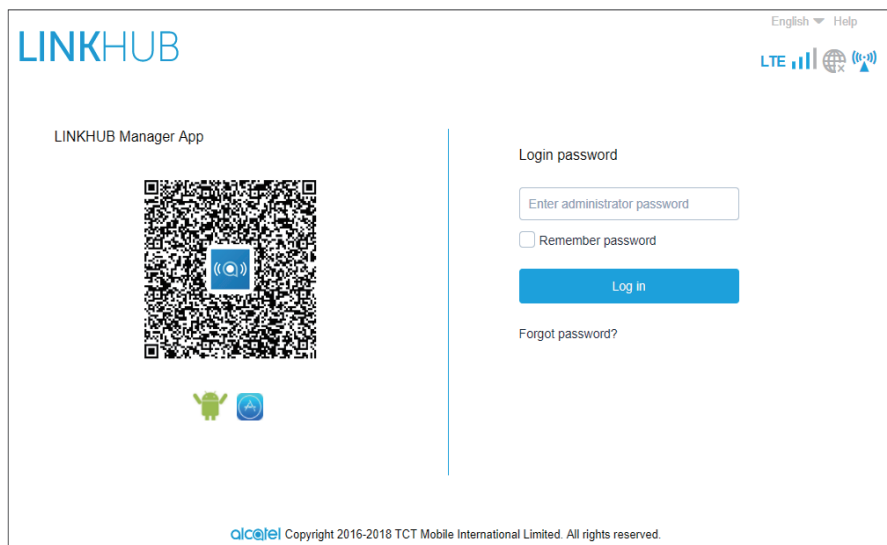 English Help
LINKHUB
LTE
LINKHUB Manager App
Login password
Enter administrator password
Remember password
Log in
Forgot password?
alcatel Copyright 2016-2018 TCT Mobile International Limited. All rights reserved.